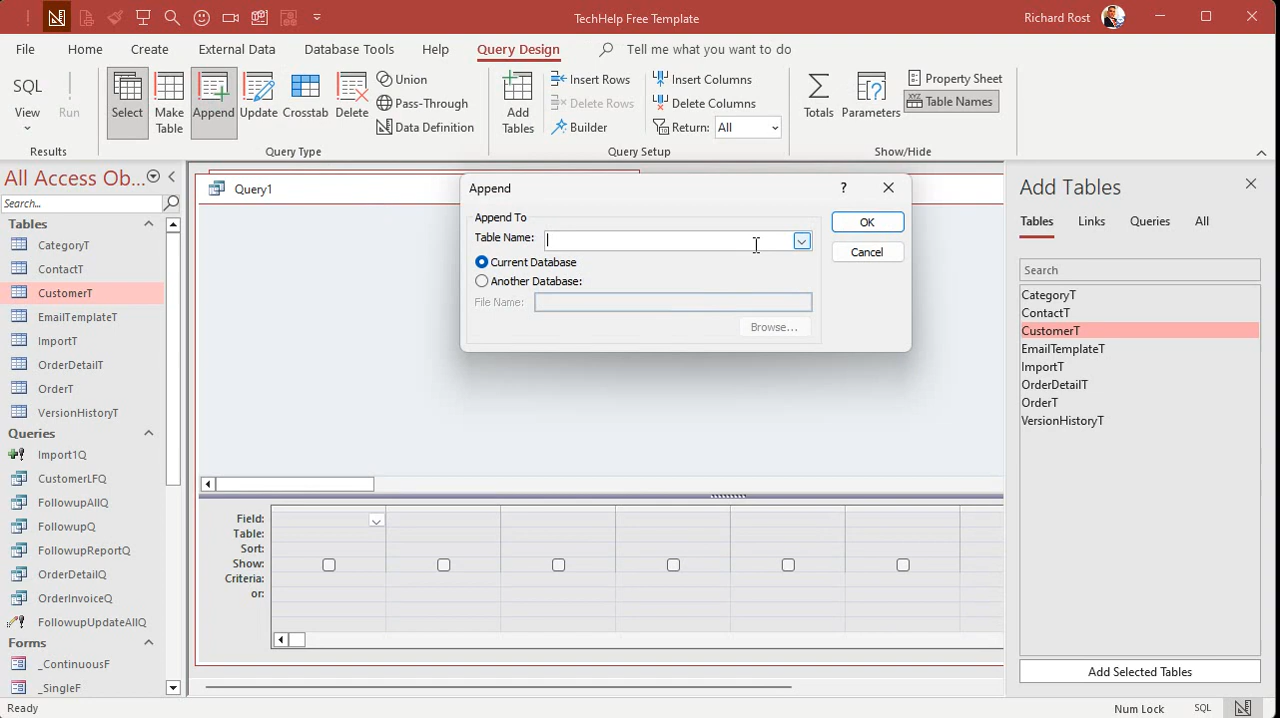 TechHelp Free Template
Richard Rost
File Home Create External Data Database Tools Help Query Design Tell me what you want to do
SQL
View
Run
Results
Select
Make Table
Append
Update
Crosstab
Delete
Union
Pass-Through
Data Definition
Query Type
Add Tables
Insert Rows
Delete Rows
Builder
Insert Columns
Delete Columns
Return: All
Query Setup
Totals
Parameters
Property Sheet
XYZ Table Names
Show/Hide
All Access Ob...
Search...
Tables
CategoryT
ContactT
CustomerT
EmailTemplateT
ImportT
OrderDetailT
OrderT
VersionHistoryT
Queries
Import1Q
CustomerLFQ
FollowupAllQ
FollowupQ
FollowupReportQ
OrderDetailQ
OrderInvoiceQ
FollowupUpdateAllQ
Forms
_ContinuousF
_SingleF
Query1
Append
?
Append To
Table Name:
Current Database
Another Database:
File Name:
Browse...
OK
Cancel
Field:
Table:
Sort:
Show:
Criteria:
or:
Add Tables
Tables Links Queries All
Search
CategoryT
ContactT
CustomerT
EmailTemplateT
ImportT
OrderDetailT
OrderT
VersionHistoryT
Add Selected Tables
Ready
Num Lock
SQL